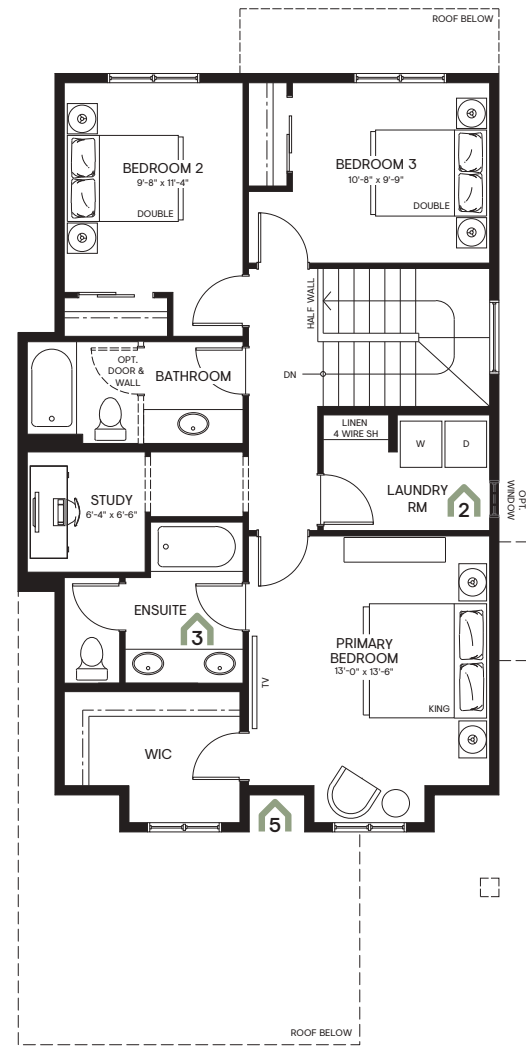 ROOF BELOW
BEDROOM 2
9'-8" x 11'-4"
DOUBLE
BEDROOM 3
10'-8" x 9'-9"
DOUBLE
HALF WALL
DN
OPT.
DOOR &
WALL
BATHROOM
LINEN
4 WIRE SH
W
D
LAUNDRY
RM
2
OPT.
WINDOW
STUDY
6'-4" x 6'-6"
ENSUITE
3
PRIMARY
BEDROOM
13'-0" x 13'-6"
KING
TV
WIC
5
ROOF BELOW